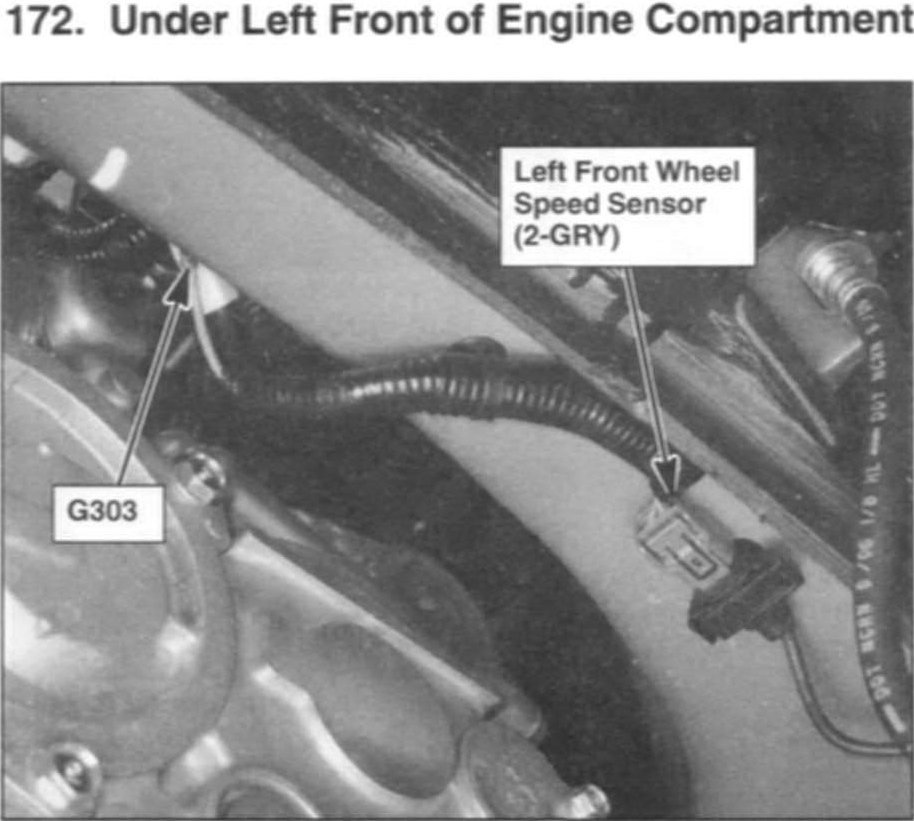 172. Under Left Front of Engine Compartment
Left Front Wheel
Speed Sensor
(2-GRY)
G303